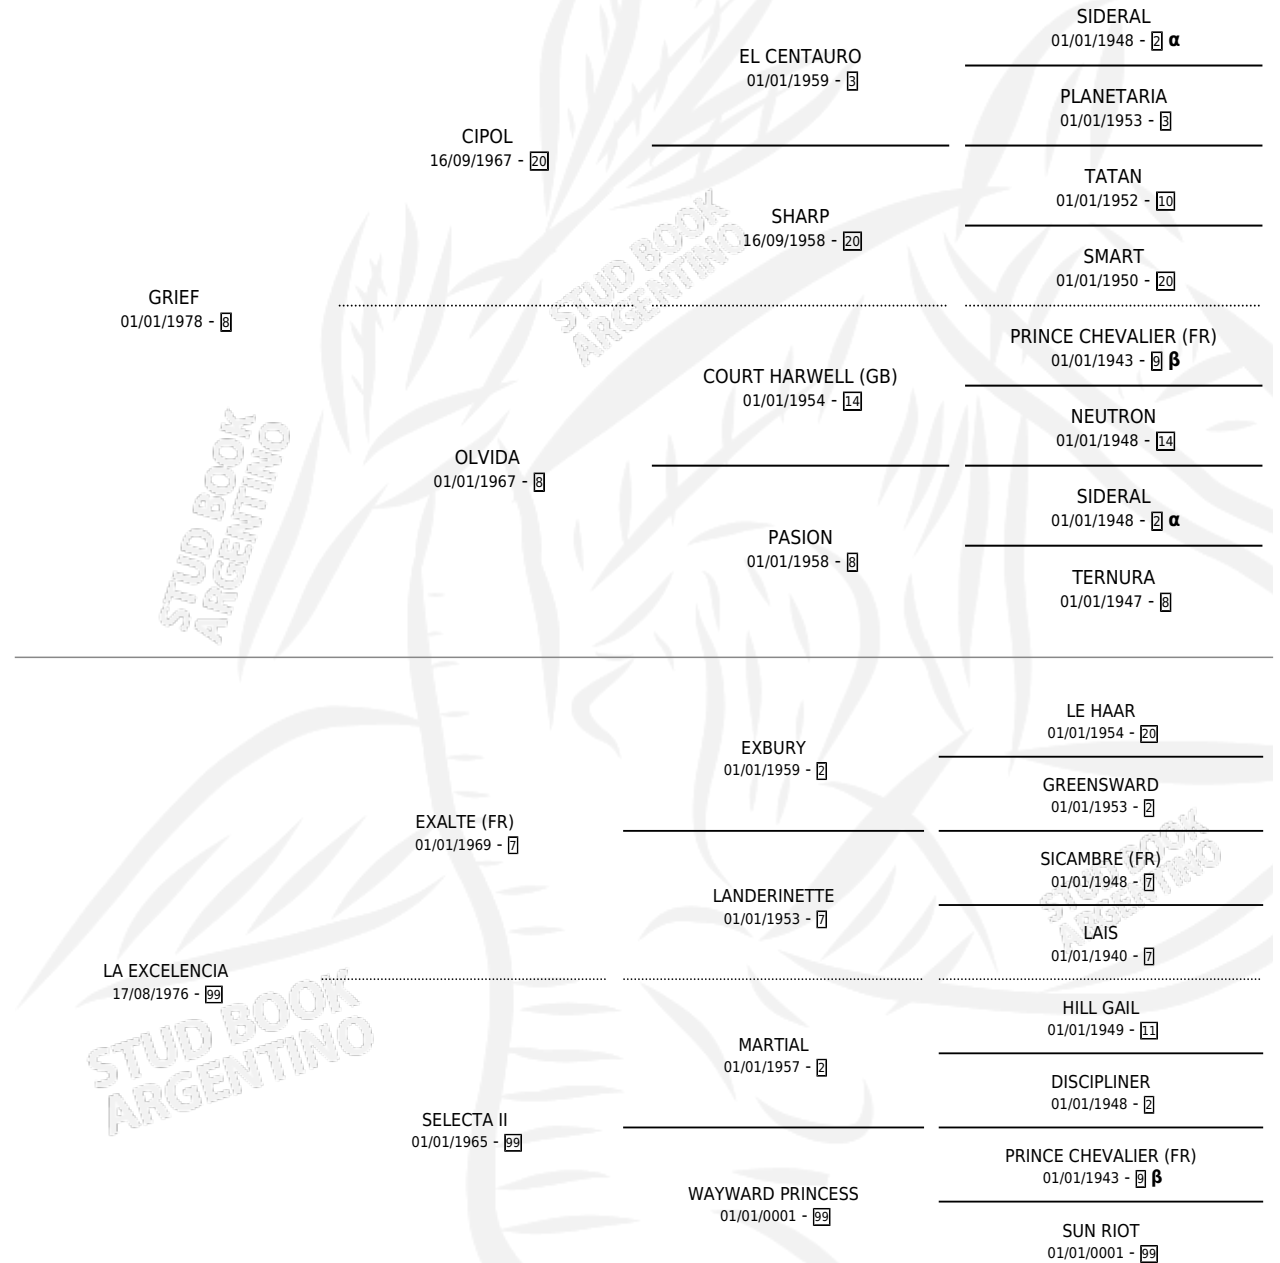 SIDERAL
01/01/1948 - 2 α
EL CENTAURO
01/01/1959 - 3
PLANETARIA
01/01/1953 - 3
CIPOL
16/09/1967 - 20
TATAN
01/01/1952 - 10
SHARP
16/09/1958 - 20
SMART
01/01/1950 - 20
GRIEF
01/01/1978 - 8
PRINCE CHEVALIER (FR)
01/01/1943 - 9 β
COURT HARWELL (GB)
01/01/1954 - 14
NEUTRON
01/01/1948 - 14
OLVIDA
01/01/1967 - 8
SIDERAL
01/01/1948 - 2 α
PASION
01/01/1958 - 8
TERNURA
01/01/1947 - 8
LE HAAR
01/01/1954 - 20
EXBURY
01/01/1959 - 2
GREENSWARD
01/01/1953 - 2
EXALTE (FR)
01/01/1969 - 7
SICAMBRE (FR)
01/01/1948 - 7
LANDERINETTE
01/01/1953 - 7
LAIS
01/01/1940 - 7
LA EXCELENCIA
17/08/1976 - 99
HILL GAIL
01/01/1949 - 11
MARTIAL
01/01/1957 - 2
DISCIPLINER
01/01/1948 - 2
SELECTA II
01/01/1965 - 99
PRINCE CHEVALIER (FR)
01/01/1943 - 9 β
WAYWARD PRINCESS
01/01/0001 - 99
SUN RIOT
01/01/0001 - 99
STUD BOOK
ARGENTINO
STUD BOOK
ARGENTINO
STUD BOOK
ARGENTINO
STUD BOOK
ARGENTINO